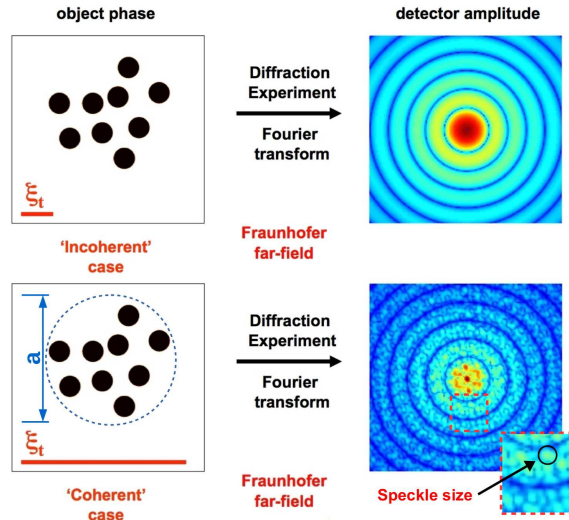 object phase
detector amplitude
Diffraction
Experiment
Fourier
transform
ξt
'Incoherent'
case
Fraunhofer
far-field
a
Diffraction
Experiment
Fourier
transform
ξt
'Coherent'
case
Fraunhofer
far-field
Speckle size